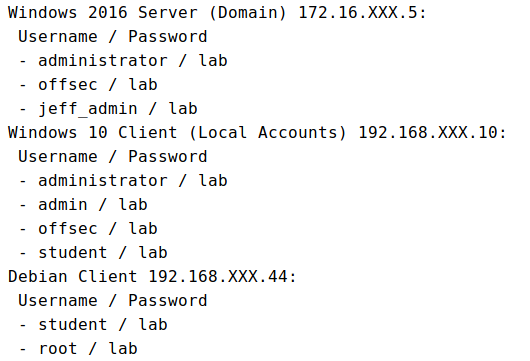 Windows 2016 Server (Domain) 172.16.XXX.5:
Username / Password
- administrator / lab
- offsec / lab
- jeff_admin / lab
Windows 10 Client (Local Accounts) 192.168.XXX.10:
Username / Password
- administrator / lab
- admin / lab
- offsec / lab
- student / lab
Debian Client 192.168.XXX.44:
Username / Password
- student / lab
- root / lab